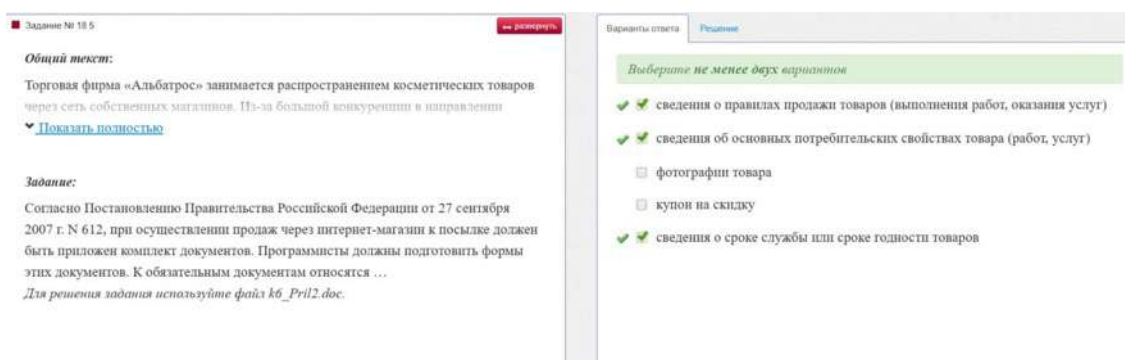 Задание № 18.5
развернуть
Общий текст:
Торговая фирма «Альбатрос» занимается распространением косметических товаров
через сеть собственных магазинов. Из-за большой конкуренции в направлении
Показать полностью
Задание:
Согласно Постановлению Правительства Российской Федерации от 27 сентября
2007 г. N 612, при осуществлении продаж через интернет-магазин к посылке должен
быть приложен комплект документов. Программисты должны подготовить формы
этих документов. К обязательным документам относятся …
Для решения задания используйте файл k6_Pril2.doc.
Варианты ответа
Решение
Выберите не менее двух вариантов
сведения о правилах продажи товаров (выполнения работ, оказания услуг)
сведения об основных потребительских свойствах товара (работ, услуг)
фотографии товара
купон на скидку
сведения о сроке службы или сроке годности товаров